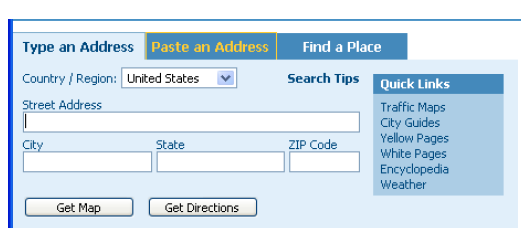 Type an Address Paste an Address Find a Place
Country / Region: United States Search Tips
Street Address
City State ZIP Code
Get Map Get Directions
Quick Links
Traffic Maps
City Guides
Yellow Pages
White Pages
Encyclopedia
Weather